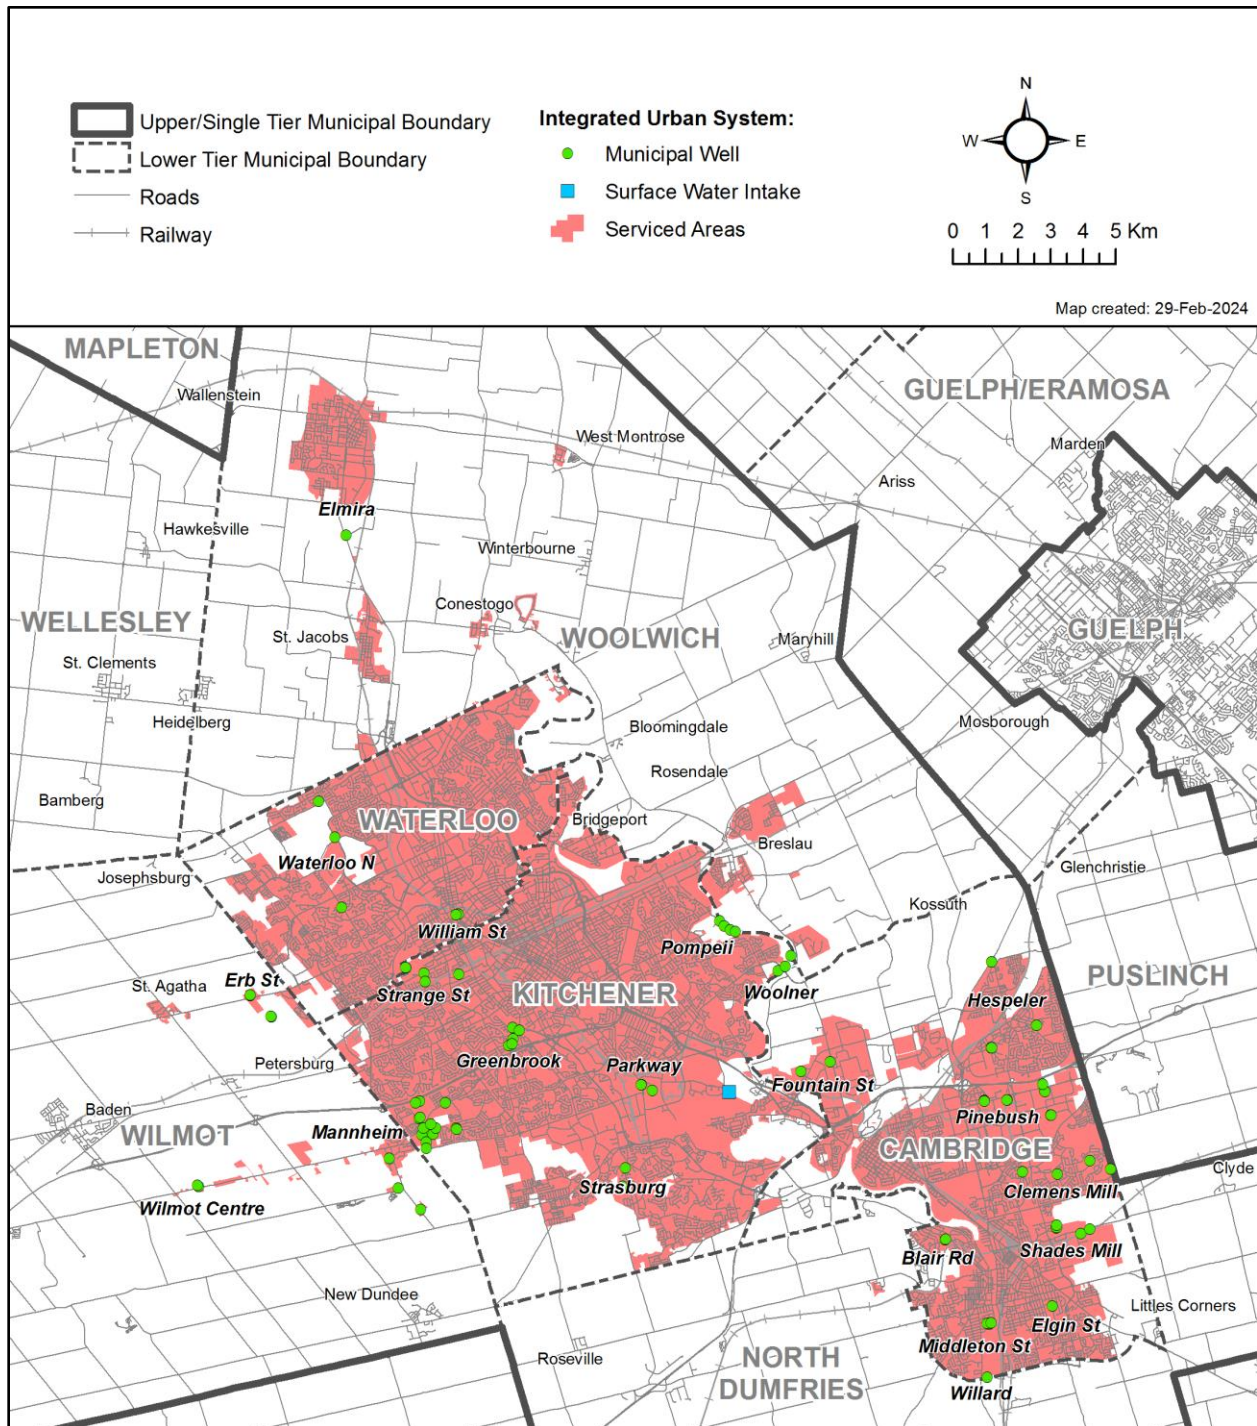 Upper/Single Tier Municipal Boundary
Lower Tier Municipal Boundary
Roads
Railway
Integrated Urban System:
Municipal Well
Surface Water Intake
Serviced Areas
N
W E
S
0 1 2 3 4 5 Km
Map created: 29-Feb-2024
MAPLETON
Wallenstein
GUELPH/ERAMOSA
West Montrose
Marden
Ariss
Elmira
Hawkesville
Winterbourne
Conestogo
WELLESLEY
St. Jacobs
WOOLWICH
Maryhill
GUELPH
St. Clements
Heidelberg
Bloomingdale
Mosborough
Rosendale
Bamberg
WATERLOO
Bridgeport
Breslau
Waterloo N
Josephsburg
Glenchristie
Kossuth
William St
Pompeii
St. Agatha
Erb St
Strange St
KITCHENER
Woolner
Hespeler
PUSLINCH
Petersburg
Greenbrook
Parkway
Fountain St
Baden
WILMOT
Mannheim
Pinebush
CAMBRIDGE
Clyde
Wilmot Centre
Strasburg
Clemens Mill
Blair Rd
Shades Mill
New Dundee
Littles Corners
Elgin St
Middleton St
Roseville
NORTH
DUMFRIES
Willard